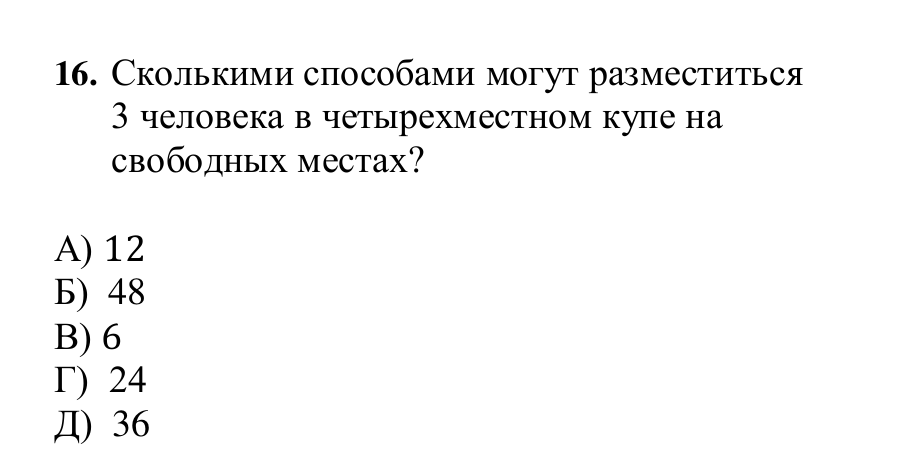 16. Сколькими способами могут разместиться
3 человека в четырехместном купе на
свободных местах?
А) 12
Б) 48
В) 6
Г) 24
Д) 36